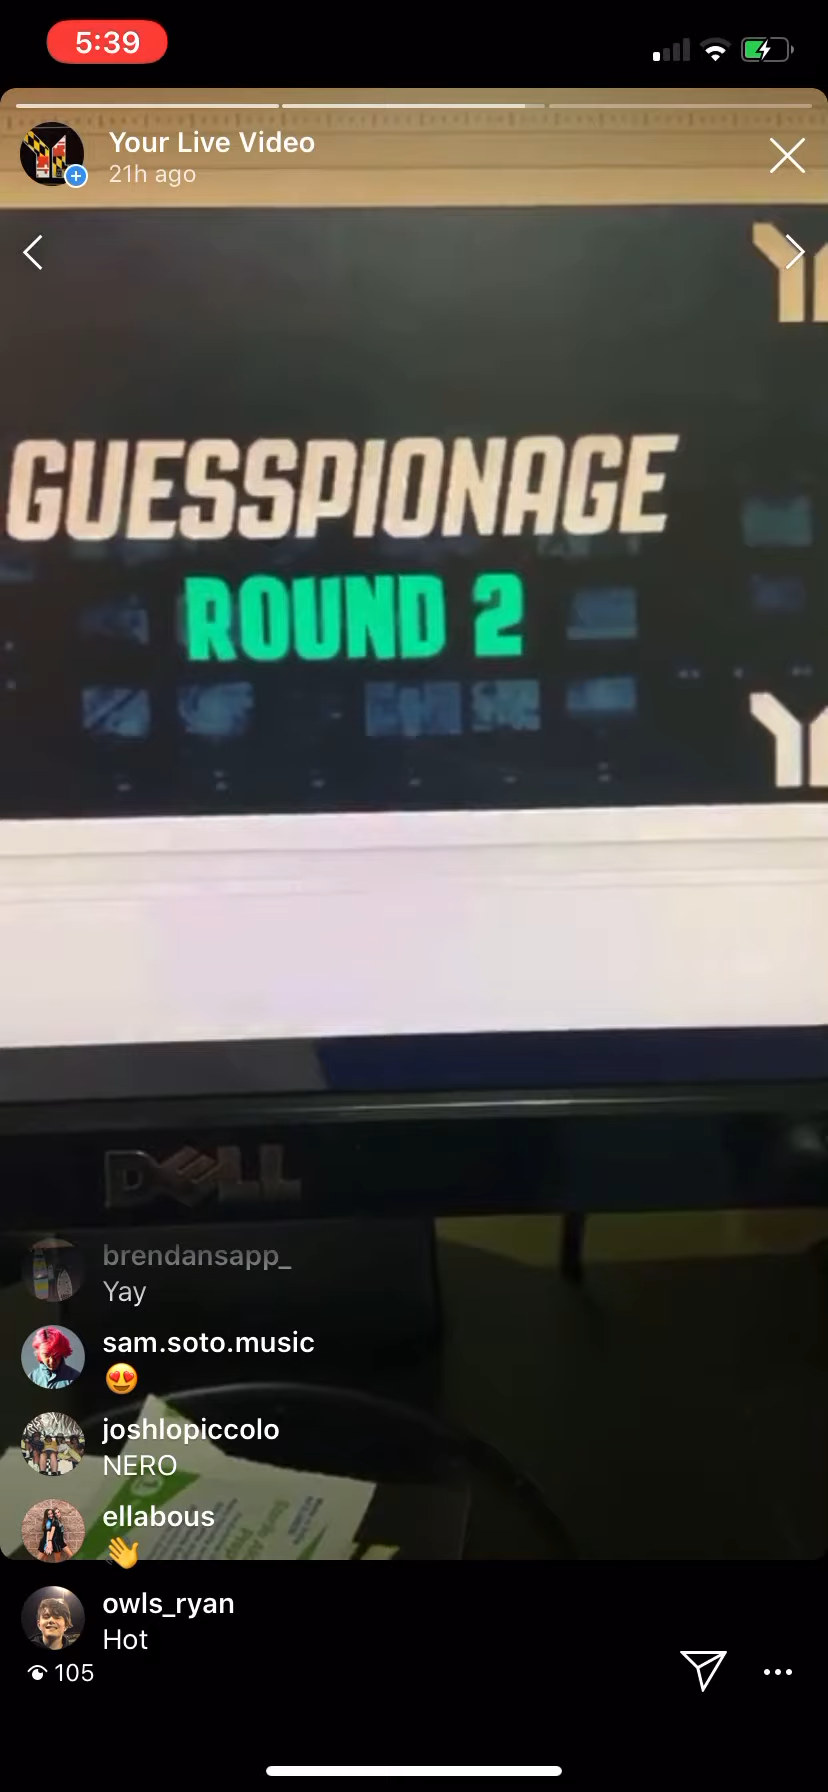 5:39
Your Live Video
21h ago
GUESSPIONAGE
ROUND 2
DELL
brendansapp_
Yay
sam.soto.music
😍
joshlopiccolo
NERO
ellabous
👋
owls_ryan
Hot
105